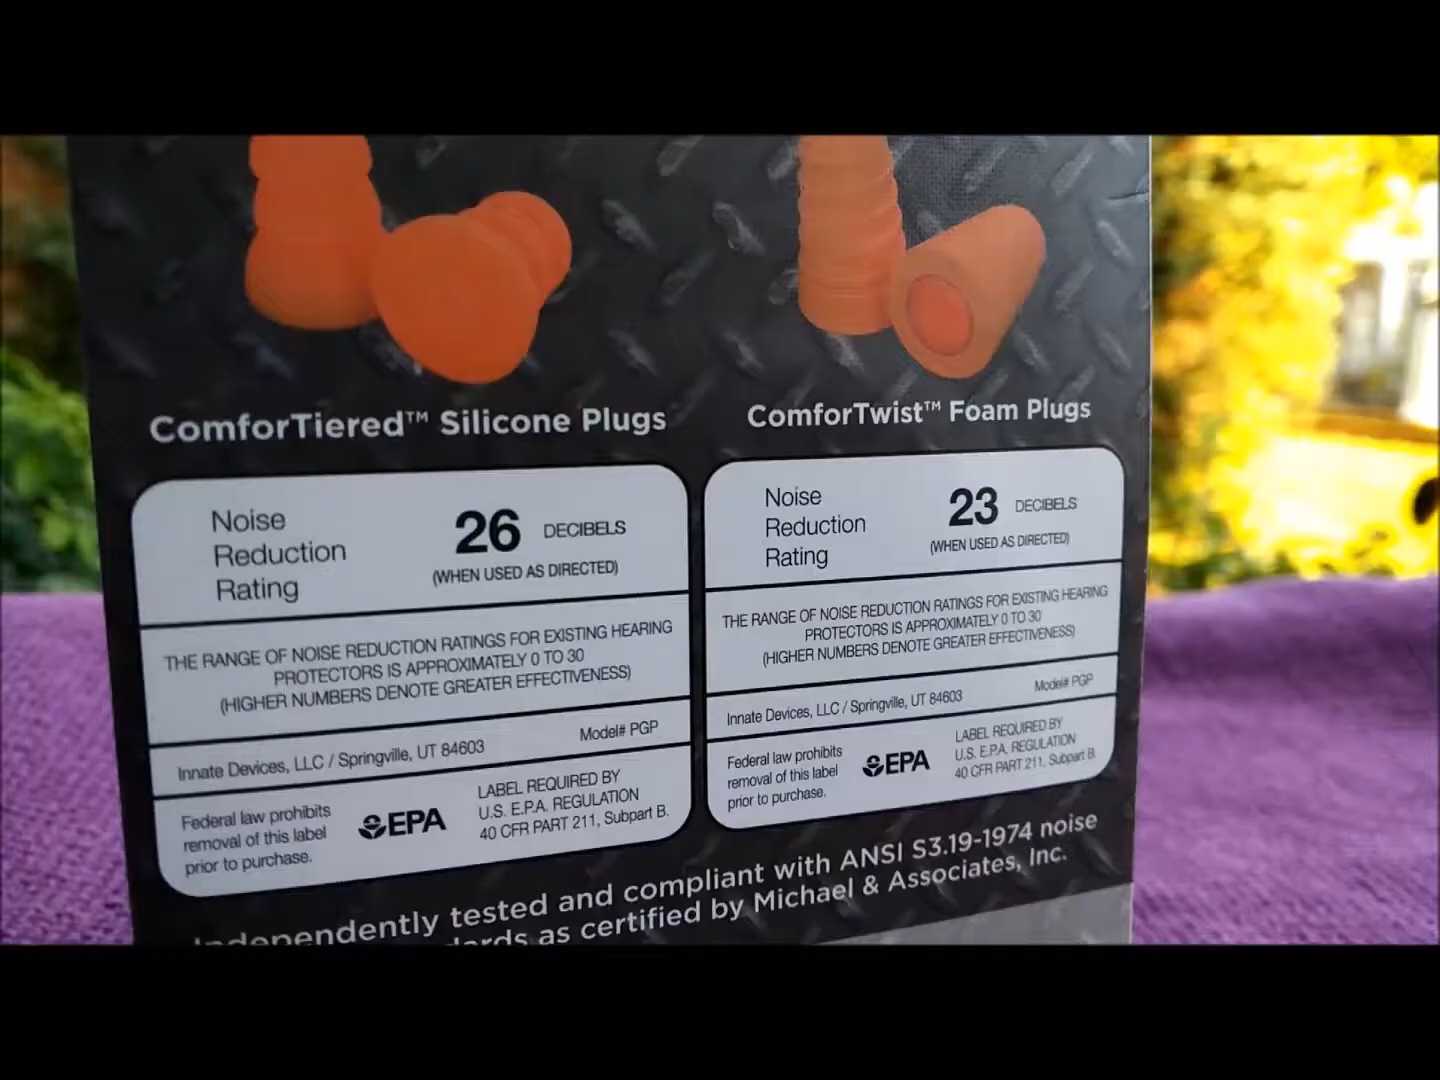 ComforTiered™ Silicone Plugs
Noise
Reduction
Rating
26 DECIBELS
(WHEN USED AS DIRECTED)
THE RANGE OF NOISE REDUCTION RATINGS FOR EXISTING HEARING
PROTECTORS IS APPROXIMATELY 0 TO 30
(HIGHER NUMBERS DENOTE GREATER EFFECTIVENESS)
Innate Devices, LLC / Springville, UT 84603 Model# PGP
Federal law prohibits
removal of this label
prior to purchase.
EPA
LABEL REQUIRED BY
U.S. E.P.A. REGULATION
40 CFR PART 211, Subpart B.
ComforTwist™ Foam Plugs
Noise
Reduction
Rating
23 DECIBELS
(WHEN USED AS DIRECTED)
THE RANGE OF NOISE REDUCTION RATINGS FOR EXISTING HEARING
PROTECTORS IS APPROXIMATELY 0 TO 30
(HIGHER NUMBERS DENOTE GREATER EFFECTIVENESS)
Innate Devices, LLC / Springville, UT 84603 Model# PGP
Federal law prohibits
removal of this label
prior to purchase.
EPA
LABEL REQUIRED BY
U.S. E.P.A. REGULATION
40 CFR PART 211, Subpart B.
Independently tested and compliant with ANSI S3.19-1974 noise
as certified by Michael & Associates, Inc.